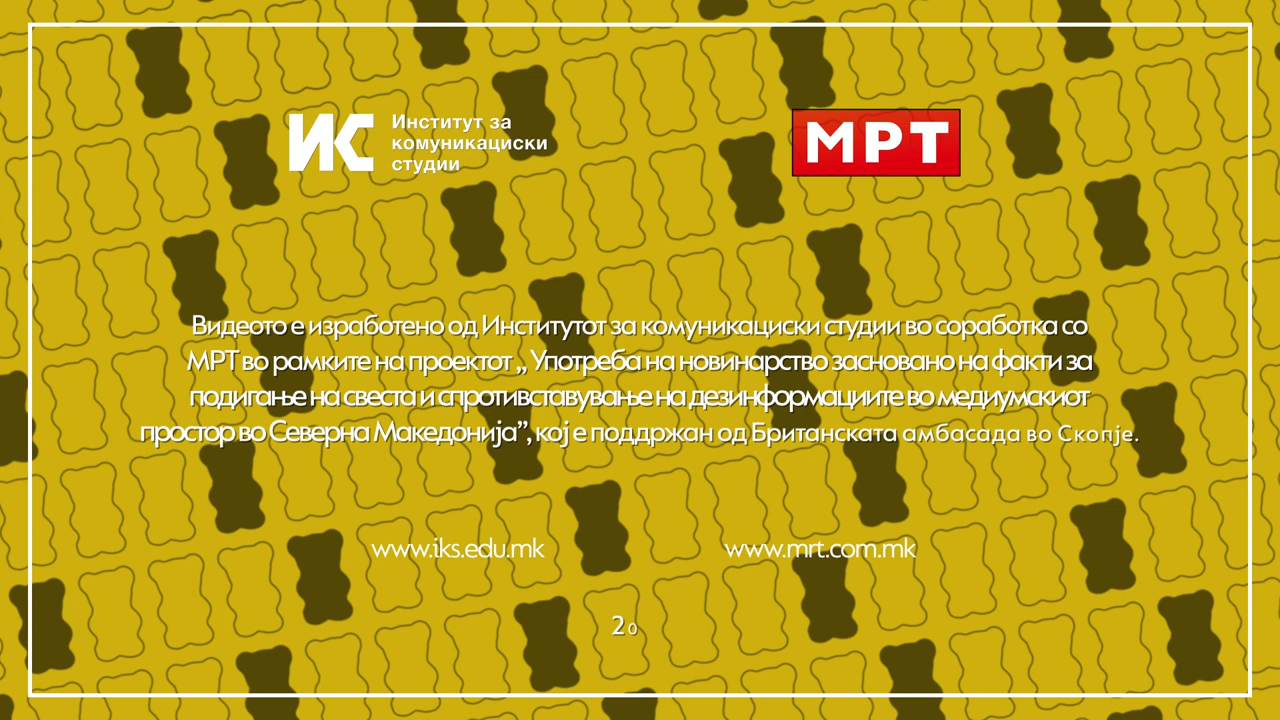 ИКС
Институт за
комуникациски
студии
МРТ
Видеото е изработено од Институтот за комуникациски студии во соработка со
МРТ во рамките на проектот „ Употреба на новинарство засновано на факти за
подигање на свеста и спротивставување на дезинформациите во медиумскиот
простор во Северна Македонија”, кој е поддржан од Британската амбасада во Скопје.
www.iks.edu.mk
www.mrt.com.mk
20